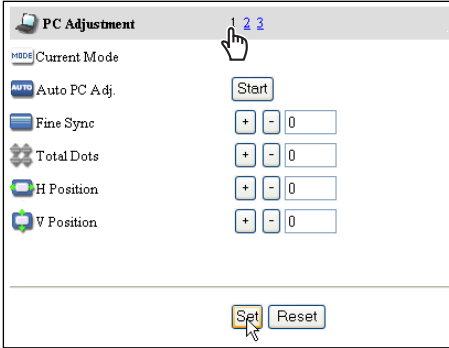 PC Adjustment 1 2 3
MODE Current Mode
AUTO Auto PC Adj. Start
Fine Sync + - 0
Total Dots + - 0
H Position + - 0
V Position + - 0
Set Reset